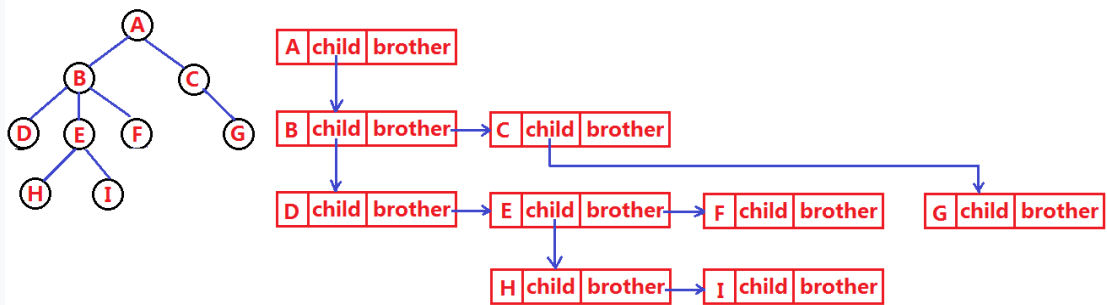 A
B
C
D
E
F
G
H
I
A child brother
B child brother
C child brother
D child brother
E child brother
F child brother
G child brother
H child brother
I child brother